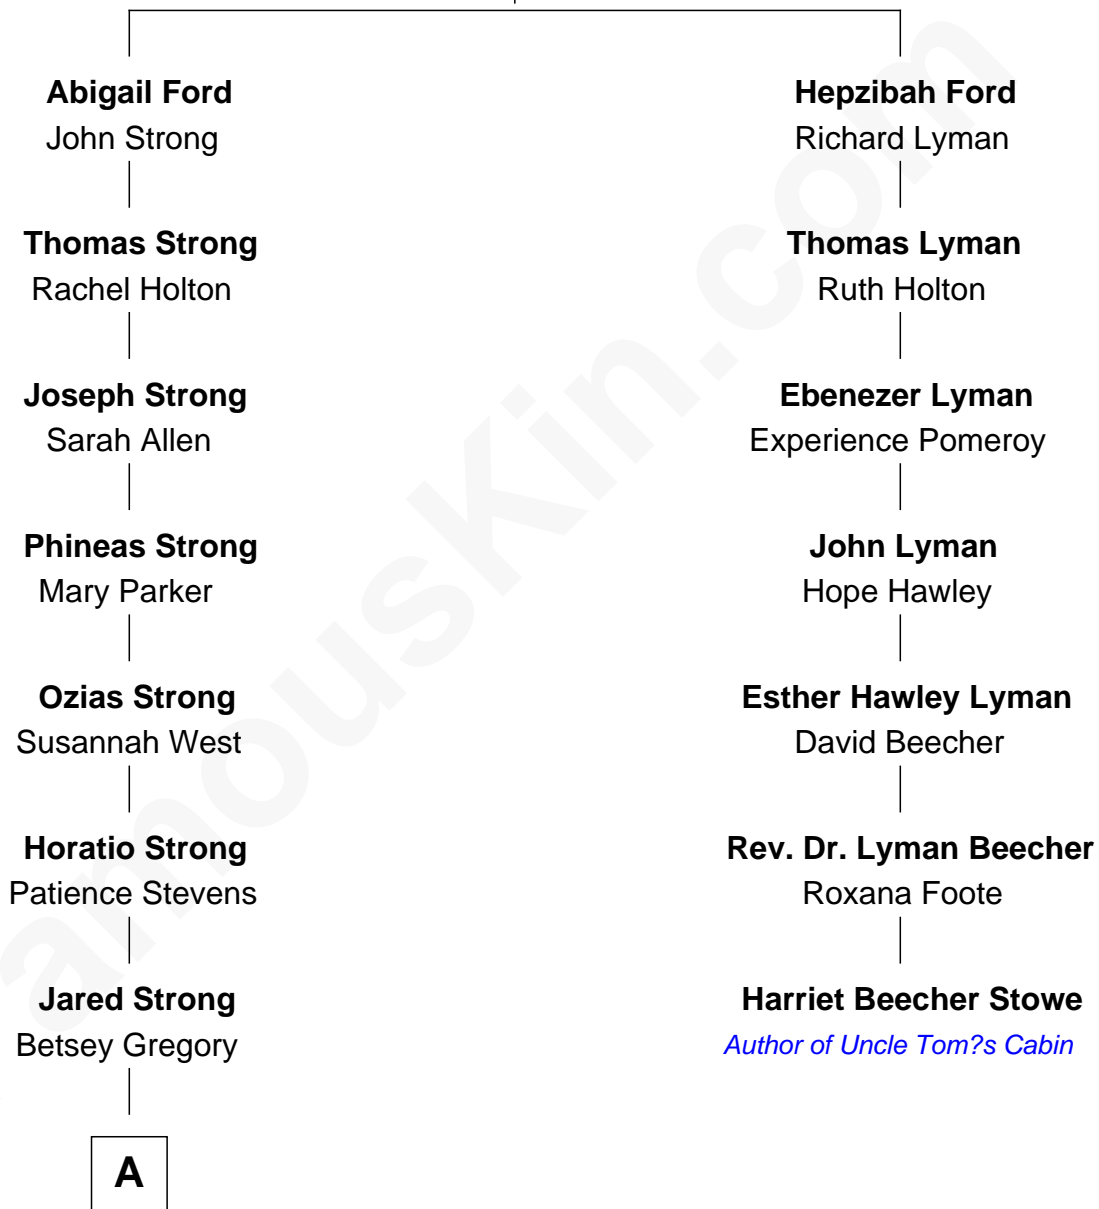 Abigail Ford
John Strong
Hepzibah Ford
Richard Lyman
Thomas Strong
Rachel Holton
Thomas Lyman
Ruth Holton
Joseph Strong
Sarah Allen
Ebenezer Lyman
Experience Pomeroy
Phineas Strong
Mary Parker
John Lyman
Hope Hawley
Ozias Strong
Susannah West
Esther Hawley Lyman
David Beecher
Horatio Strong
Patience Stevens
Rev. Dr. Lyman Beecher
Roxana Foote
Jared Strong
Betsey Gregory
Harriet Beecher Stowe
Author of Uncle Tom?s Cabin
A
amousKin.com